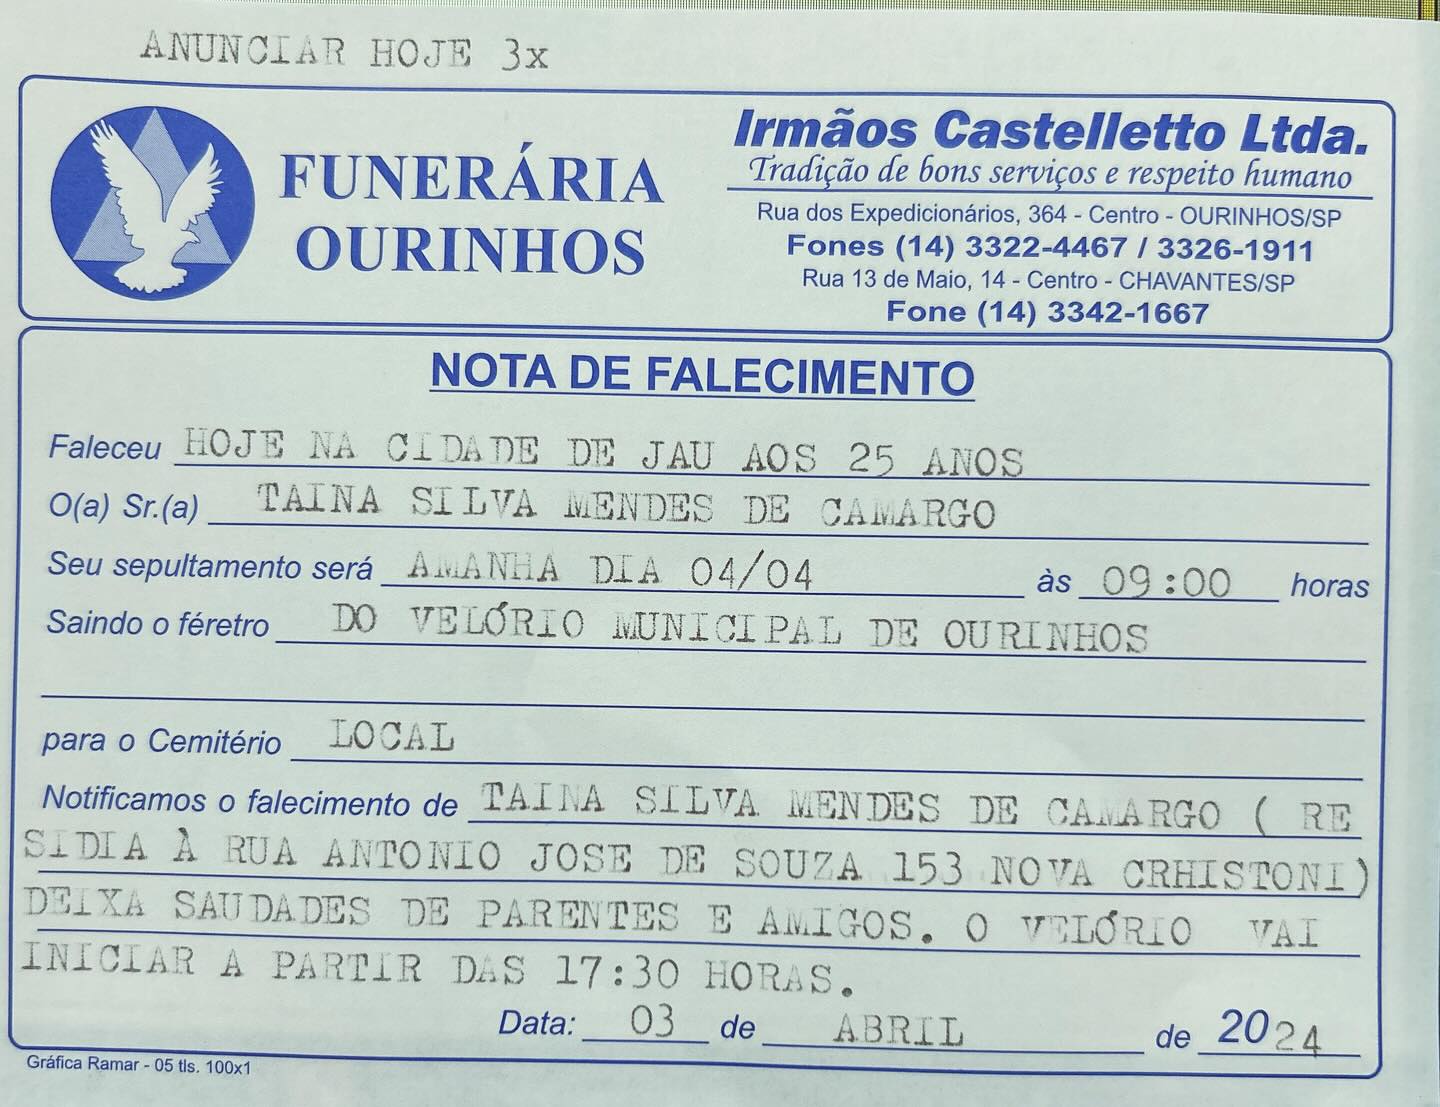 ANUNCIAR HOJE 3x
FUNERÁRIA
OURINHOS
Irmãos Castelletto Ltda.
Tradição de bons serviços e respeito humano
Rua dos Expedicionários, 364 - Centro - OURINHOS/SP
Fones (14) 3322-4467 / 3326-1911
Rua 13 de Maio, 14 - Centro - CHAVANTES/SP
Fone (14) 3342-1667
NOTA DE FALECIMENTO
Faleceu HOJE NA CIDADE DE JAU AOS 25 ANOS
O(a) Sr.(a) TAINA SILVA MENDES DE CAMARGO
Seu sepultamento será AMANHA DIA 04/04 às 09:00 horas
Saindo o féretro DO VELÓRIO MUNICIPAL DE OURINHOS
para o Cemitério LOCAL
Notificamos o falecimento de TAINA SILVA MENDES DE CAMARGO ( RE
SIDIA À RUA ANTONIO JOSE DE SOUZA 153 NOVA CRHISTONI)
DEIXA SAUDADES DE PARENTES E AMIGOS. O VELÓRIO VAI
INICIAR A PARTIR DAS 17:30 HORAS.
Data: 03 de ABRIL de 2024
Gráfica Ramar - 05 tls. 100x1